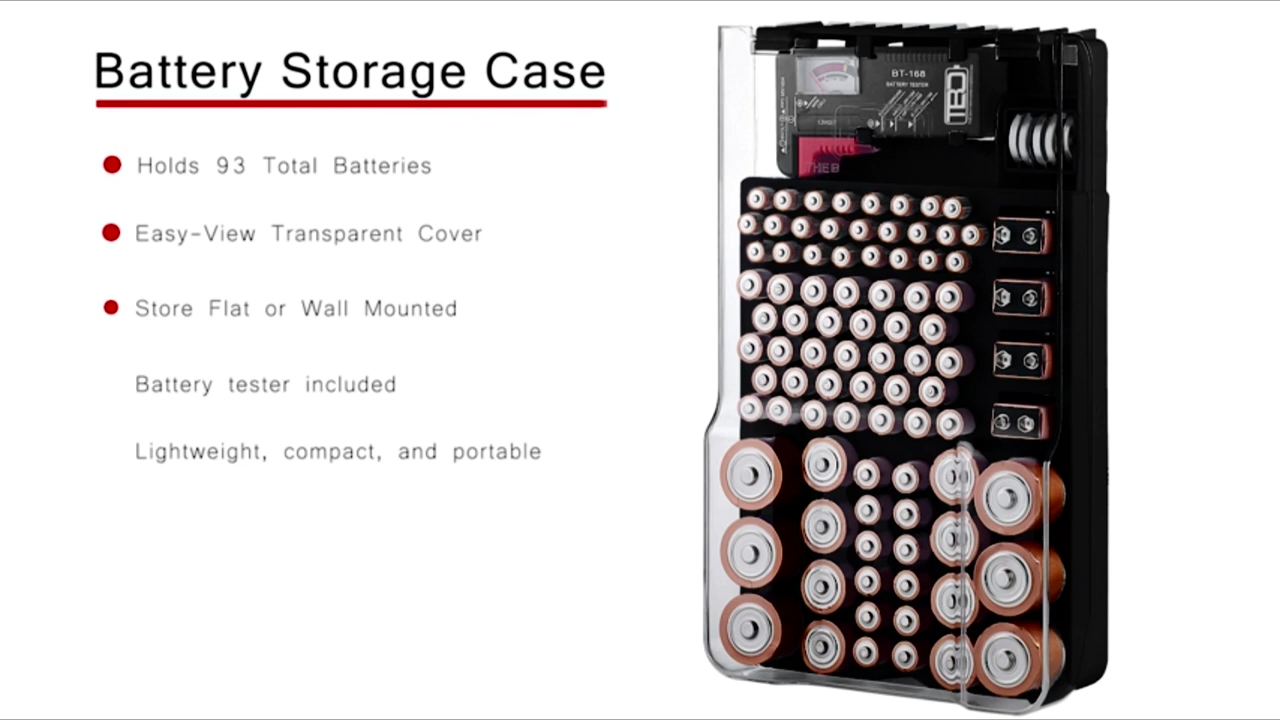 Battery Storage Case
Holds 93 Total Batteries
Easy-View Transparent Cover
Store Flat or Wall Mounted
Battery tester included
Lightweight, compact, and portable
BT-168
BATTERY TESTER